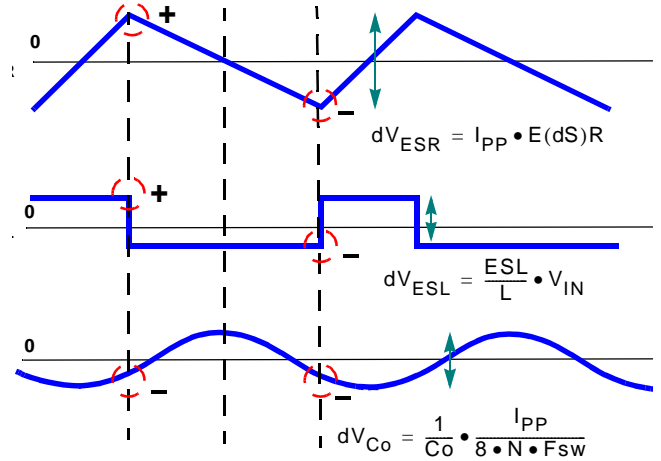 +
0
R
−
dV_ESR = I_PP • E(dS)R
+
0
−
dV_ESL = ESL/L • V_IN
0
−
−
dV_Co = 1/Co • I_PP/(8 • N • Fsw)